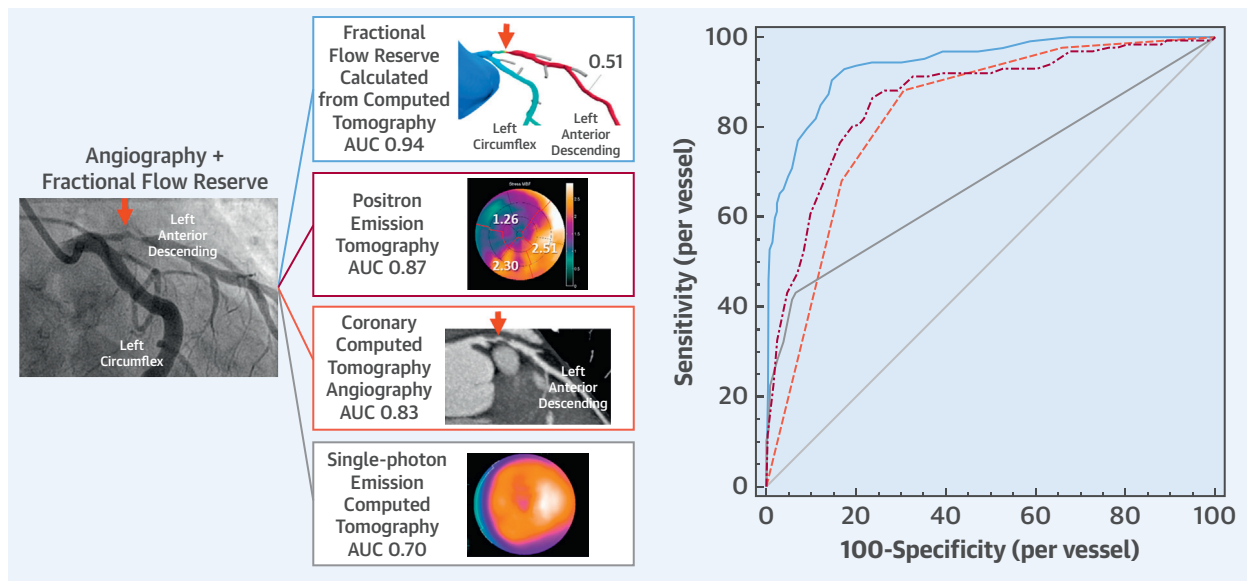 Angiography +
Fractional Flow Reserve
Left
Anterior
Descending
Left
Circumflex
Fractional
Flow Reserve
Calculated
from Computed
Tomography
AUC 0.94
0.51
Left
Circumflex
Left
Anterior
Descending
Positron
Emission
Tomography
AUC 0.87
Stress MBF
1.26
2.51
2.30
Coronary
Computed
Tomography
Angiography
AUC 0.83
Left
Anterior
Descending
Single-photon
Emission
Computed
Tomography
AUC 0.70
Sensitivity (per vessel)
100
80
60
40
20
0
0 20 40 60 80 100
100-Specificity (per vessel)